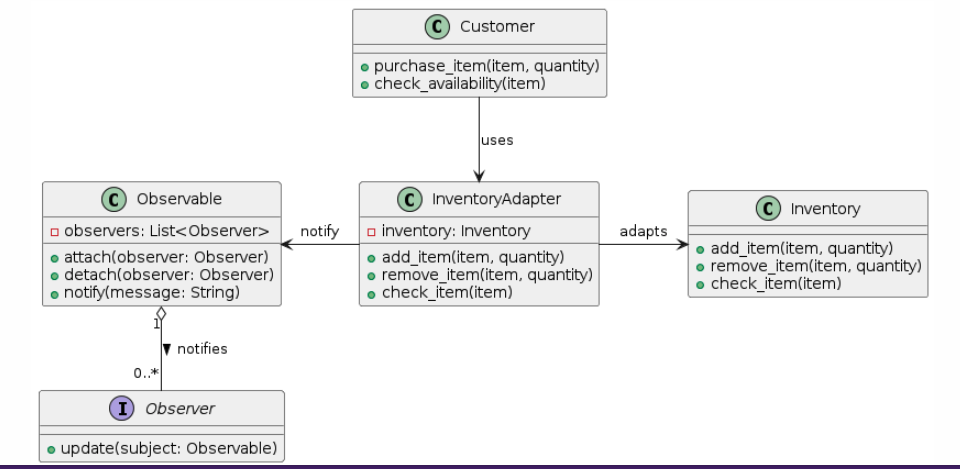 C Customer
purchase_item(item, quantity)
check_availability(item)
uses
C Observable
observers: List<Observer>
attach(observer: Observer)
detach(observer: Observer)
notify(message: String)
notify
C InventoryAdapter
inventory: Inventory
add_item(item, quantity)
remove_item(item, quantity)
check_item(item)
adapts
C Inventory
add_item(item, quantity)
remove_item(item, quantity)
check_item(item)
1
notifies
0..*
I Observer
update(subject: Observable)